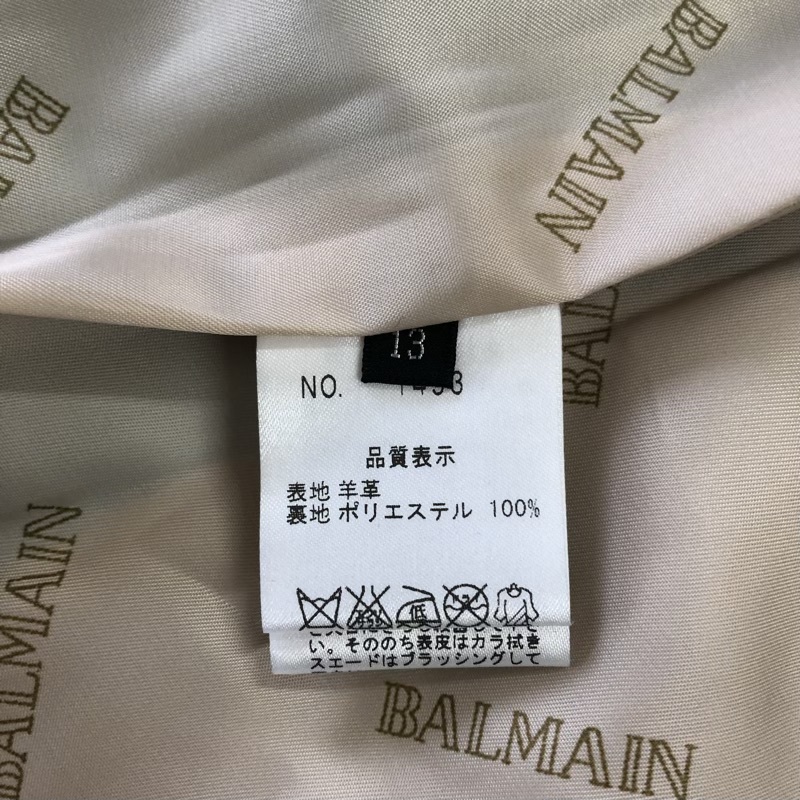 BALMAIN
BALMAIN
13
NO.
品質表示
表地 羊革
裏地 ポリエステル 100%
低
い。そののち表皮はカラ拭き
スエードはブラッシングして
BALMAIN
BALMAIN